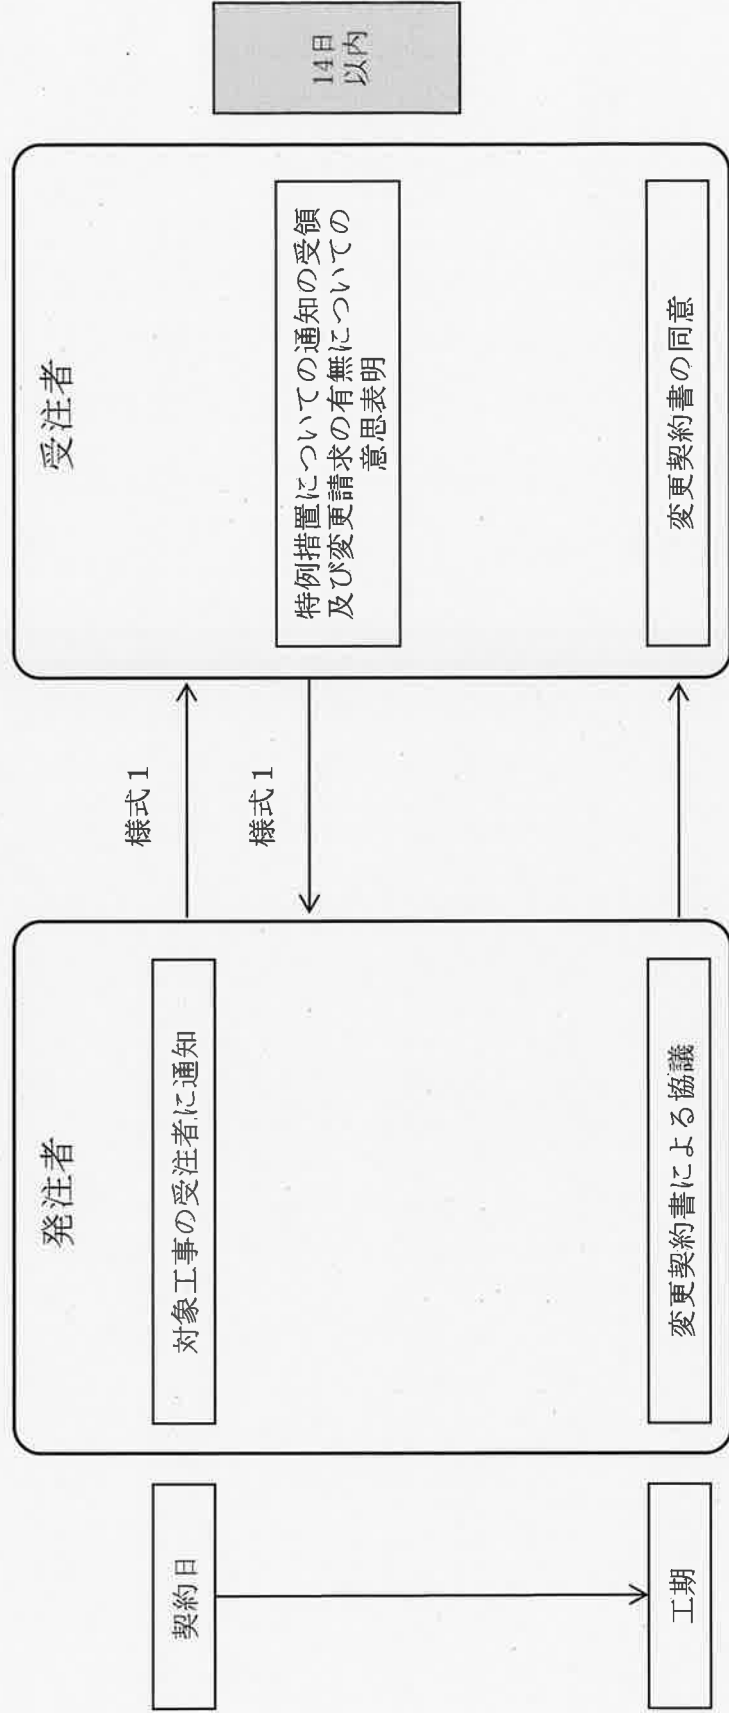 発注者
受注者
契約日
対象工事の受注者に通知
様式1
様式1
特例措置についての通知の受領
及び変更請求の有無についての
意思表明
14日
以内
工期
変更契約書による協議
変更契約書の同意